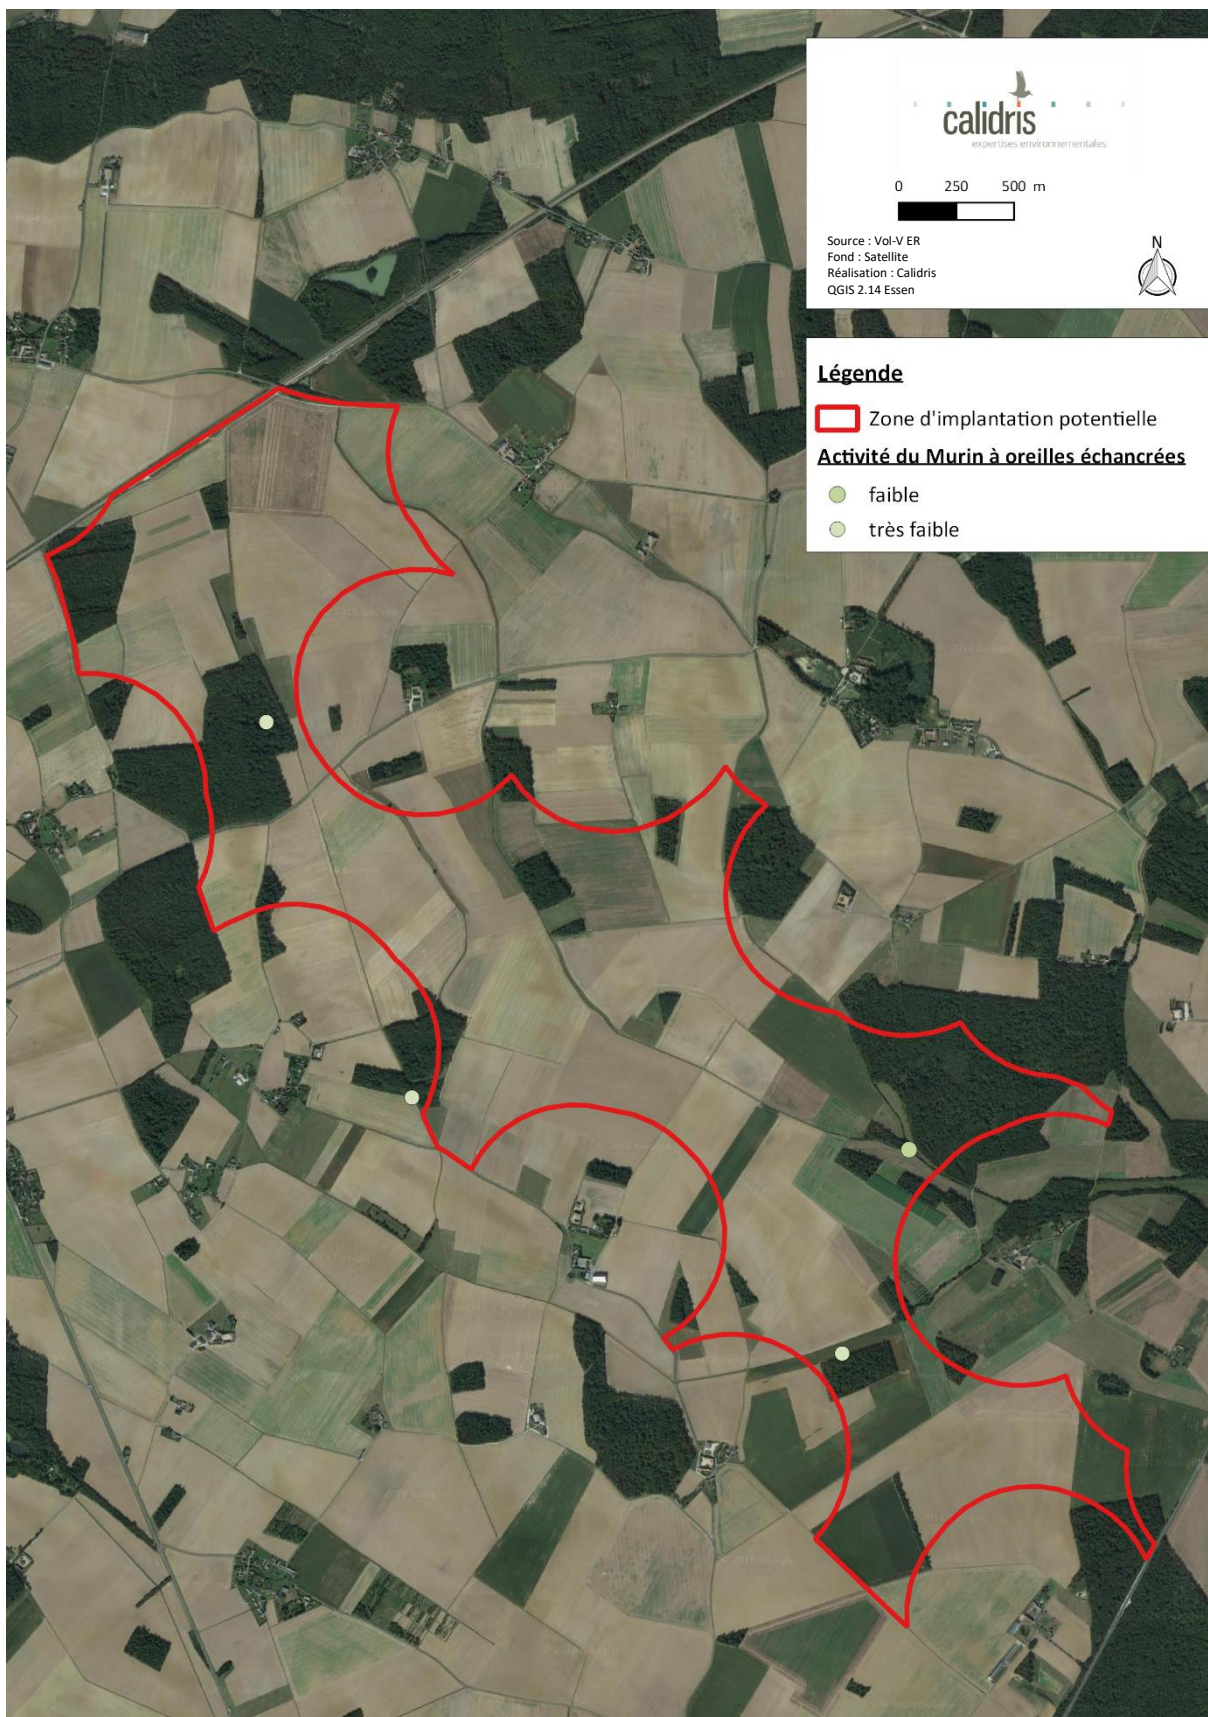 calidris
expertises environnementales
0 250 500 m
Source : Vol-V ER
Fond : Satellite
Réalisation : Calidris
QGIS 2.14 Essen
N
Légende
Zone d'implantation potentielle
Activité du Murin à oreilles échancrées
faible
très faible